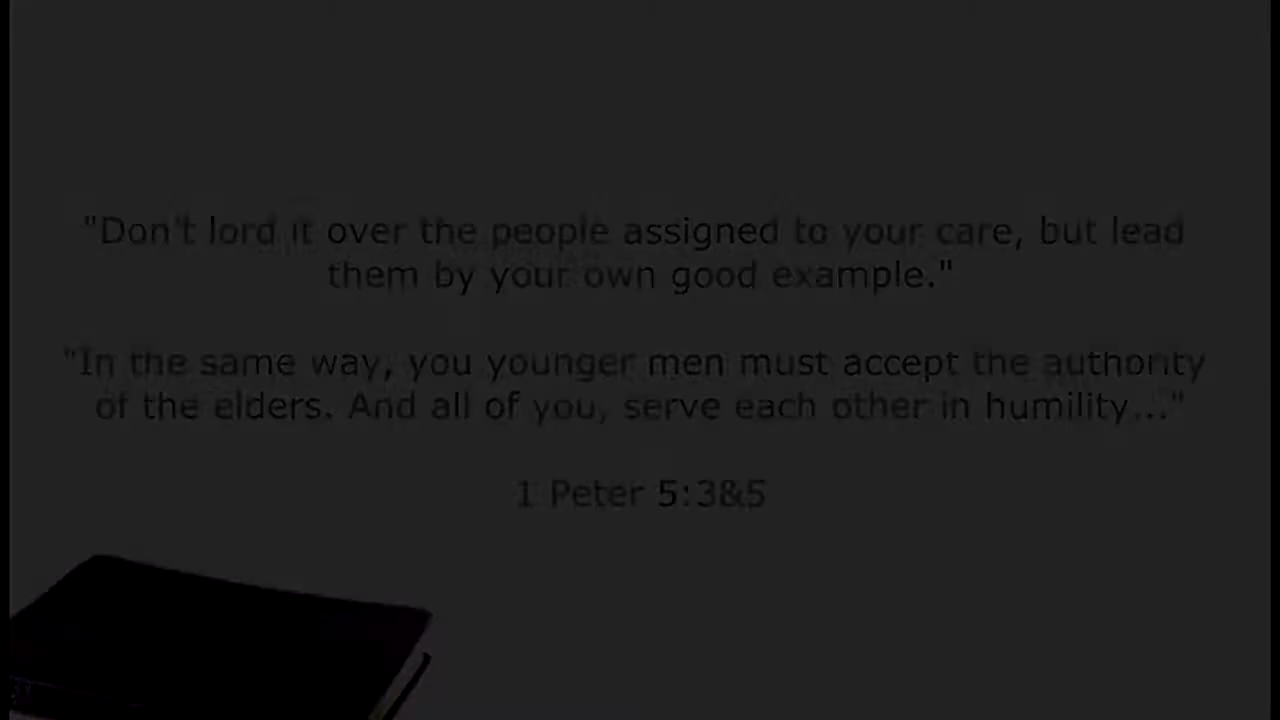 "Don't lord it over the people assigned to your care, but lead
them by your own good example."
"In the same way, you younger men must accept the authority
of the elders. And all of you, serve each other in humility..."
1 Peter 5:3&5